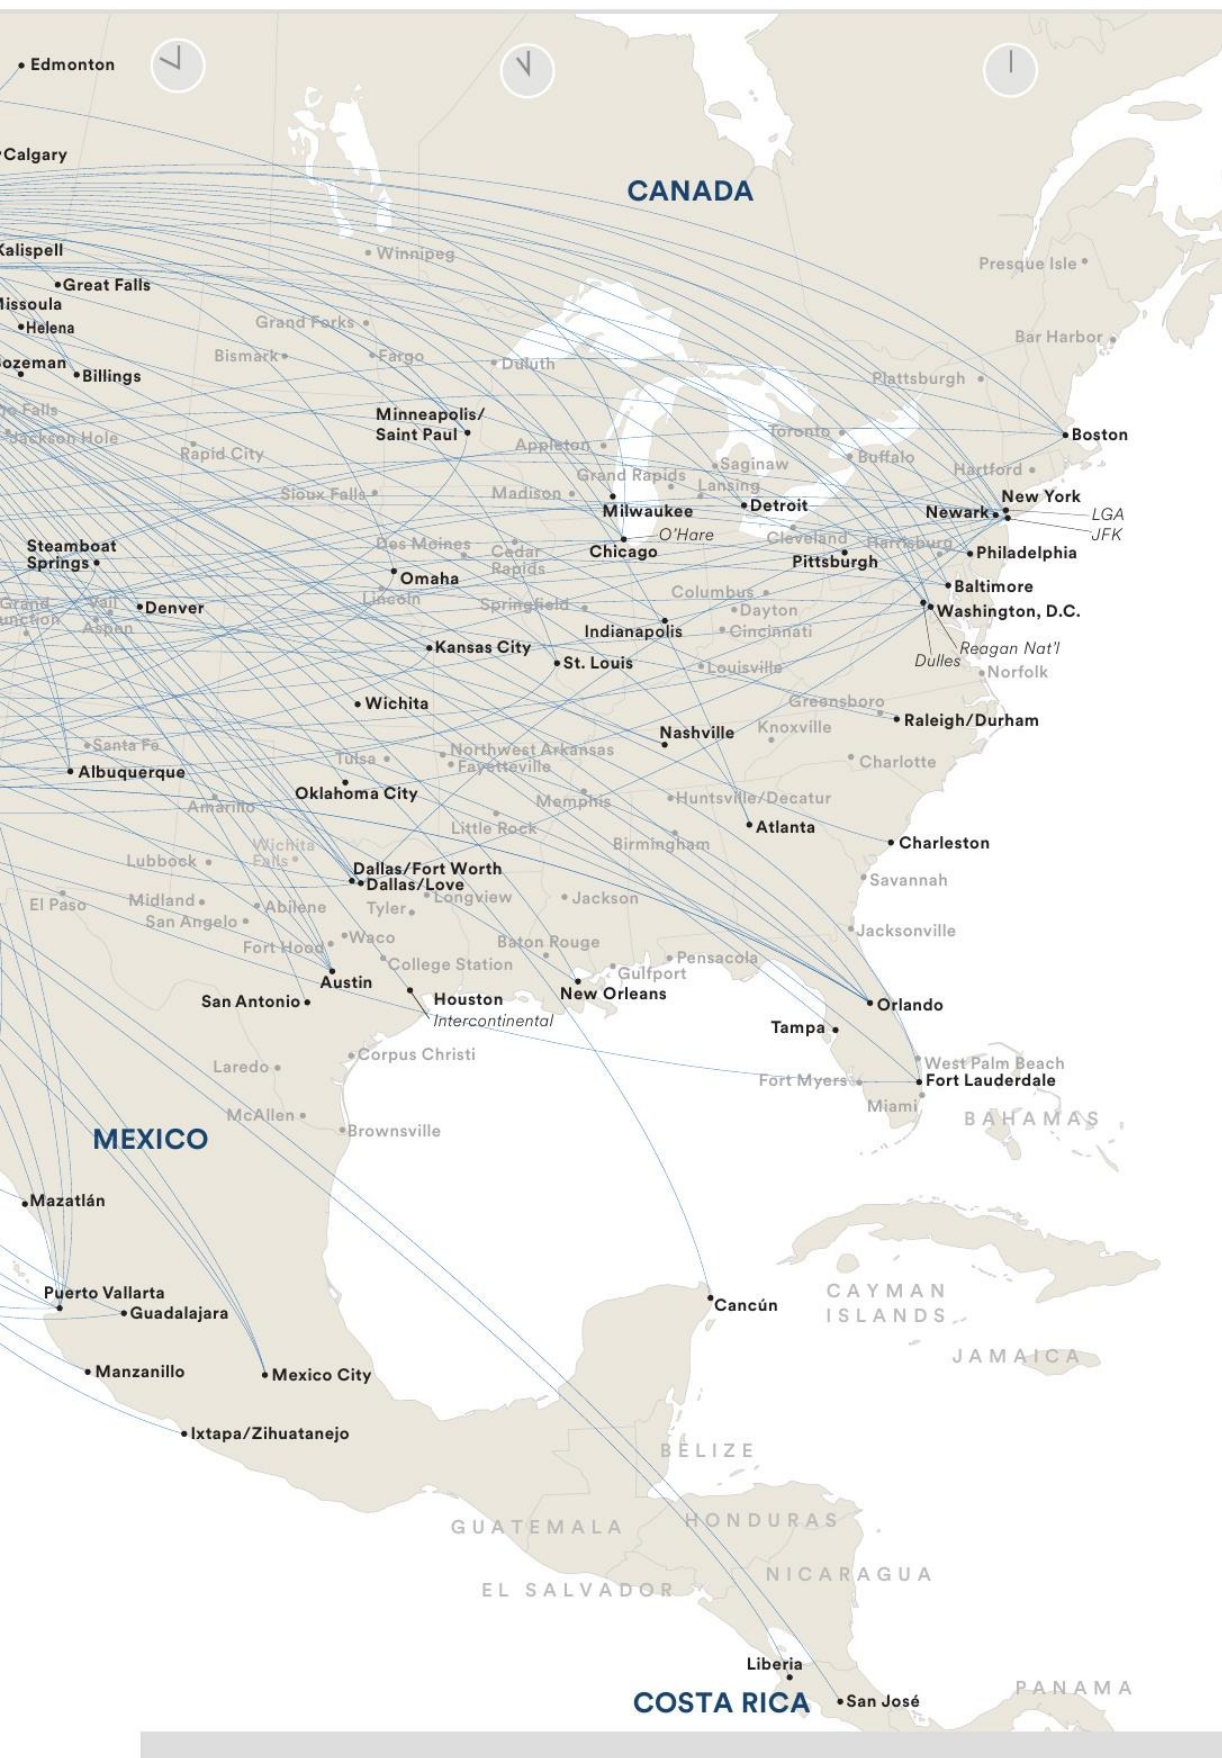 Edmonton
Calgary
CANADA
Kalispell
Winnipeg
Presque Isle
Great Falls
Missoula
Helena
Grand Forks
Bar Harbor
Bozeman
Billings
Bismarck
Fargo
Duluth
Plattsburgh
Falls
Jackson Hole
Rapid City
Minneapolis/
Saint Paul
Appleton
Toronto
Boston
Buffalo
Saginaw
Hartford
Grand Rapids
Lansing
Sioux Falls
Madison
Milwaukee
Detroit
New York
Newark
LGA
JFK
O'Hare
Chicago
Cleveland
Harrisburg
Pittsburgh
Philadelphia
Steamboat
Springs
Des Moines
Cedar
Rapids
Omaha
Lincoln
Baltimore
Columbus
Grand
Junction
Vail
Aspen
Denver
Springfield
Dayton
Washington, D.C.
Indianapolis
Cincinnati
Kansas City
St. Louis
Louisville
Reagan Nat'l
Dulles
Norfolk
Wichita
Greensboro
Raleigh/Durham
Nashville
Knoxville
Santa Fe
Albuquerque
Tulsa
Northwest Arkansas
Fayetteville
Charlotte
Oklahoma City
Amarillo
Memphis
Huntsville/Decatur
Little Rock
Atlanta
Birmingham
Charleston
Wichita
Falls
Lubbock
Dallas/Fort Worth
Dallas/Love
Savannah
El Paso
Midland
Abilene
Longview
Tyler
Jackson
San Angelo
Waco
Jacksonville
Fort Hood
Baton Rouge
College Station
Pensacola
Gulfport
Austin
San Antonio
Houston
Intercontinental
New Orleans
Orlando
Tampa
Corpus Christi
Laredo
West Palm Beach
Fort Myers
Fort Lauderdale
Miami
McAllen
BAHAMAS
Brownsville
MEXICO
Mazatlán
Puerto Vallarta
Guadalajara
CAYMAN
ISLANDS
Cancún
JAMAICA
Manzanillo
Mexico City
Ixtapa/Zihuatanejo
BELIZE
GUATEMALA
HONDURAS
NICARAGUA
EL SALVADOR
Liberia
COSTA RICA
San José
PANAMA